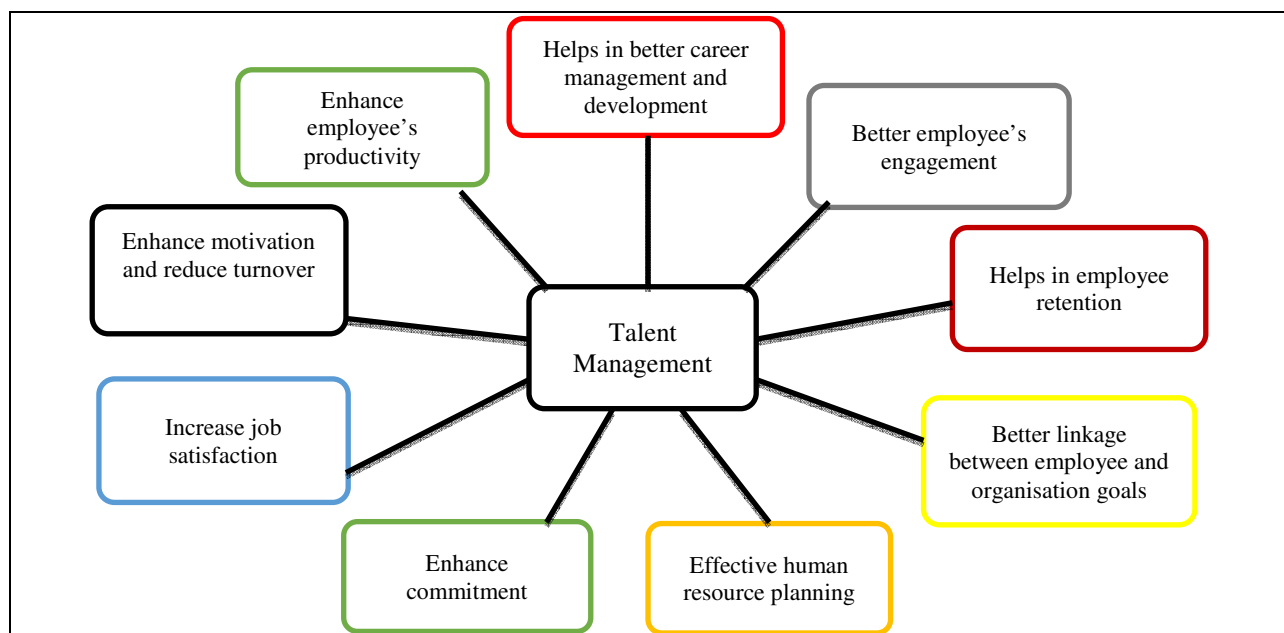 Helps in better career
management and
development
Enhance
employee’s
productivity
Better employee’s
engagement
Enhance motivation
and reduce turnover
Helps in employee
retention
Talent
Management
Increase job
satisfaction
Better linkage
between employee and
organisation goals
Enhance
commitment
Effective human
resource planning